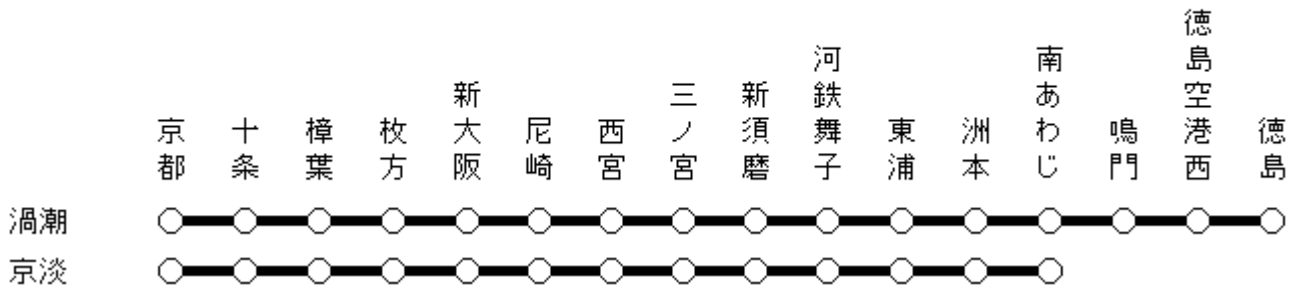 京都
十条
樟葉
枚方
新大阪
尼崎
西宮
三ノ宮
新須磨
河鉄舞子
東浦
洲本
南あわじ
鳴門
徳島空港西
徳島
渦潮
京淡